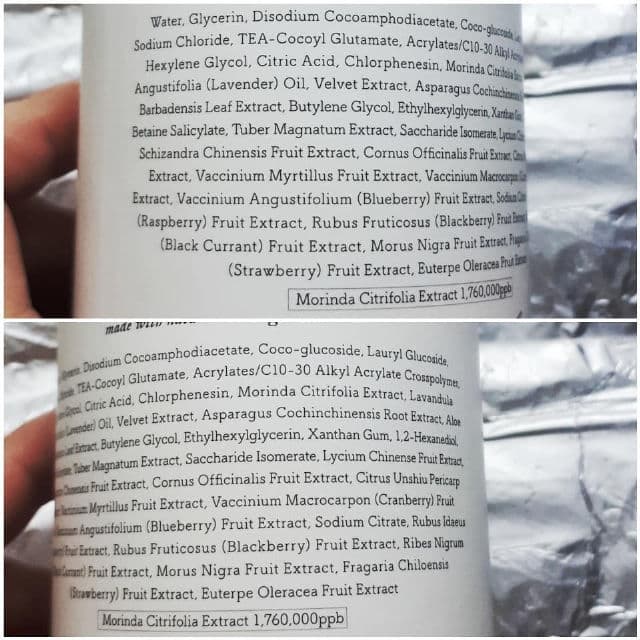 Water, Glycerin, Disodium Cocoamphodiacetate, Coco-glucoside,
Sodium Chloride, TEA-Cocoyl Glutamate, Acrylates/C10-30 Alkyl
Hexylene Glycol, Citric Acid, Chlorphenesin, Morinda Citrifolia
Angustifolia (Lavender) Oil, Velvet Extract, Asparagus Cochinchinensis
Barbadensis Leaf Extract, Butylene Glycol, Ethylhexylglycerin, Xanthan
Betaine Salicylate, Tuber Magnatum Extract, Saccharide Isomerate, Lycium
Schizandra Chinensis Fruit Extract, Cornus Officinalis Fruit Extract,
Extract, Vaccinium Myrtillus Fruit Extract, Vaccinium Macrocarpon
Extract, Vaccinium Angustifolium (Blueberry) Fruit Extract, Sodium
(Raspberry) Fruit Extract, Rubus Fruticosus (Blackberry) Fruit
(Black Currant) Fruit Extract, Morus Nigra Fruit Extract,
(Strawberry) Fruit Extract, Euterpe Oleracea Fruit
Morinda Citrifolia Extract 1,760,000ppb
made with
Disodium Cocoamphodiacetate, Coco-glucoside, Lauryl Glucoside,
TEA-Cocoyl Glutamate, Acrylates/C10-30 Alkyl Acrylate Crosspolymer,
Citric Acid, Chlorphenesin, Morinda Citrifolia Extract, Lavandula
Oil, Velvet Extract, Asparagus Cochinchinensis Root Extract, Aloe
Extract, Butylene Glycol, Ethylhexylglycerin, Xanthan Gum, 1,2-Hexanediol,
Tuber Magnatum Extract, Saccharide Isomerate, Lycium Chinense Fruit Extract,
Fruit Extract, Cornus Officinalis Fruit Extract, Citrus Unshiu Pericarp
Myrtillus Fruit Extract, Vaccinium Macrocarpon (Cranberry) Fruit
Angustifolium (Blueberry) Fruit Extract, Sodium Citrate, Rubus Idaeus
Fruit Extract, Rubus Fruticosus (Blackberry) Fruit Extract, Ribes Nigrum
Fruit Extract, Morus Nigra Fruit Extract, Fragaria Chiloensis
(Strawberry) Fruit Extract, Euterpe Oleracea Fruit Extract
Morinda Citrifolia Extract 1,760,000ppb